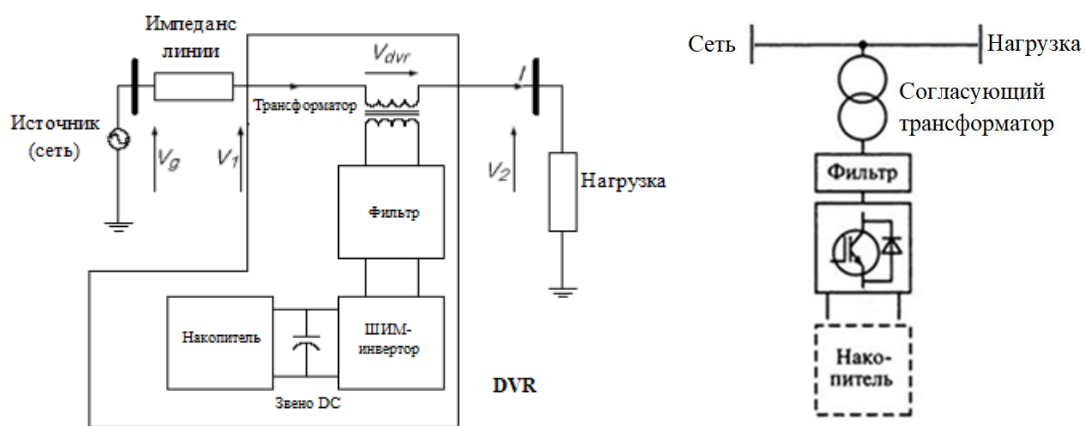 Импеданс
линии
V_dvr
I
Трансформатор
Источник
(сеть)
V_g
V_1
V_2
Нагрузка
Фильтр
Накопитель
ШИМ-
инвертор
Звено DC
DVR
Сеть
Нагрузка
Согласующий
трансформатор
Фильтр
Нако-
питель